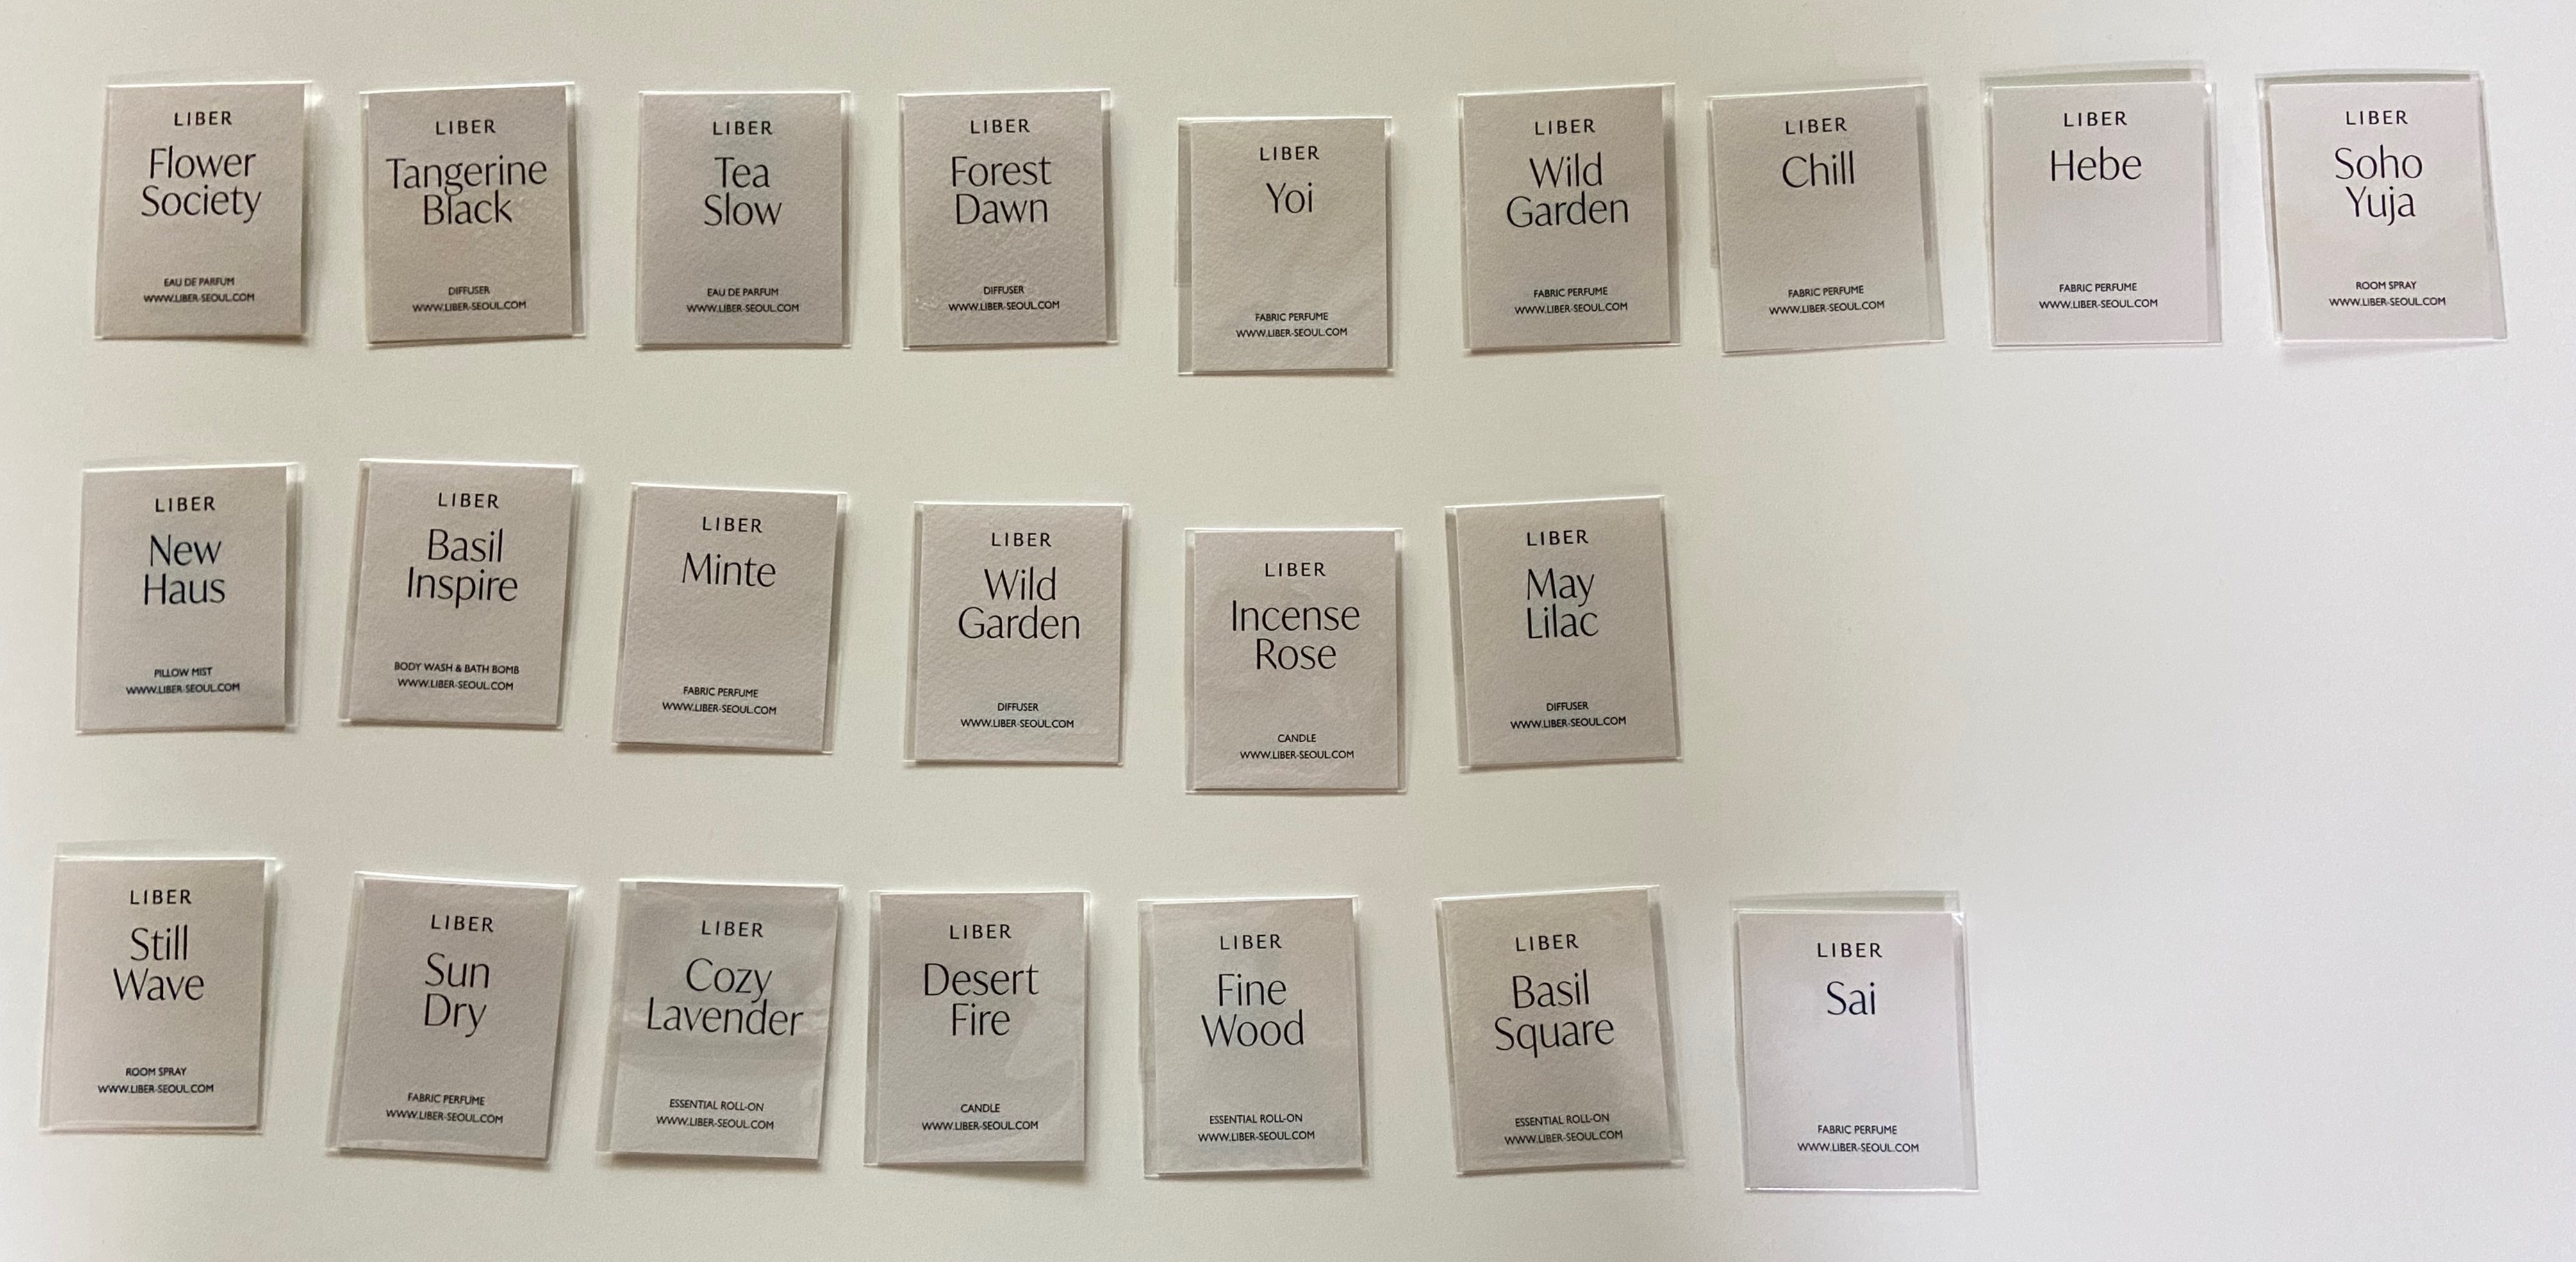 LIBER
Flower
Society
EAU DE PARFUM
WWW.LIBER-SEOUL.COM
LIBER
Tangerine
Black
DIFFUSER
WWW.LIBER-SEOUL.COM
LIBER
Tea
Slow
EAU DE PARFUM
WWW.LIBER-SEOUL.COM
LIBER
Forest
Dawn
DIFFUSER
WWW.LIBER-SEOUL.COM
LIBER
Yoi
FABRIC PERFUME
WWW.LIBER-SEOUL.COM
LIBER
Wild
Garden
FABRIC PERFUME
WWW.LIBER-SEOUL.COM
LIBER
Chill
FABRIC PERFUME
WWW.LIBER-SEOUL.COM
LIBER
Hebe
FABRIC PERFUME
WWW.LIBER-SEOUL.COM
LIBER
Soho
Yuja
ROOM SPRAY
WWW.LIBER-SEOUL.COM
LIBER
New
Haus
PILLOW MIST
WWW.LIBER-SEOUL.COM
LIBER
Basil
Inspire
BODY WASH & BATH BOMB
WWW.LIBER-SEOUL.COM
LIBER
Minte
FABRIC PERFUME
WWW.LIBER-SEOUL.COM
LIBER
Wild
Garden
DIFFUSER
WWW.LIBER-SEOUL.COM
LIBER
Incense
Rose
CANDLE
WWW.LIBER-SEOUL.COM
LIBER
May
Lilac
DIFFUSER
WWW.LIBER-SEOUL.COM
LIBER
Still
Wave
ROOM SPRAY
WWW.LIBER-SEOUL.COM
LIBER
Sun
Dry
FABRIC PERFUME
WWW.LIBER-SEOUL.COM
LIBER
Cozy
Lavender
ESSENTIAL ROLL-ON
WWW.LIBER-SEOUL.COM
LIBER
Desert
Fire
CANDLE
WWW.LIBER-SEOUL.COM
LIBER
Fine
Wood
ESSENTIAL ROLL-ON
WWW.LIBER-SEOUL.COM
LIBER
Basil
Square
ESSENTIAL ROLL-ON
WWW.LIBER-SEOUL.COM
LIBER
Sai
FABRIC PERFUME
WWW.LIBER-SEOUL.COM